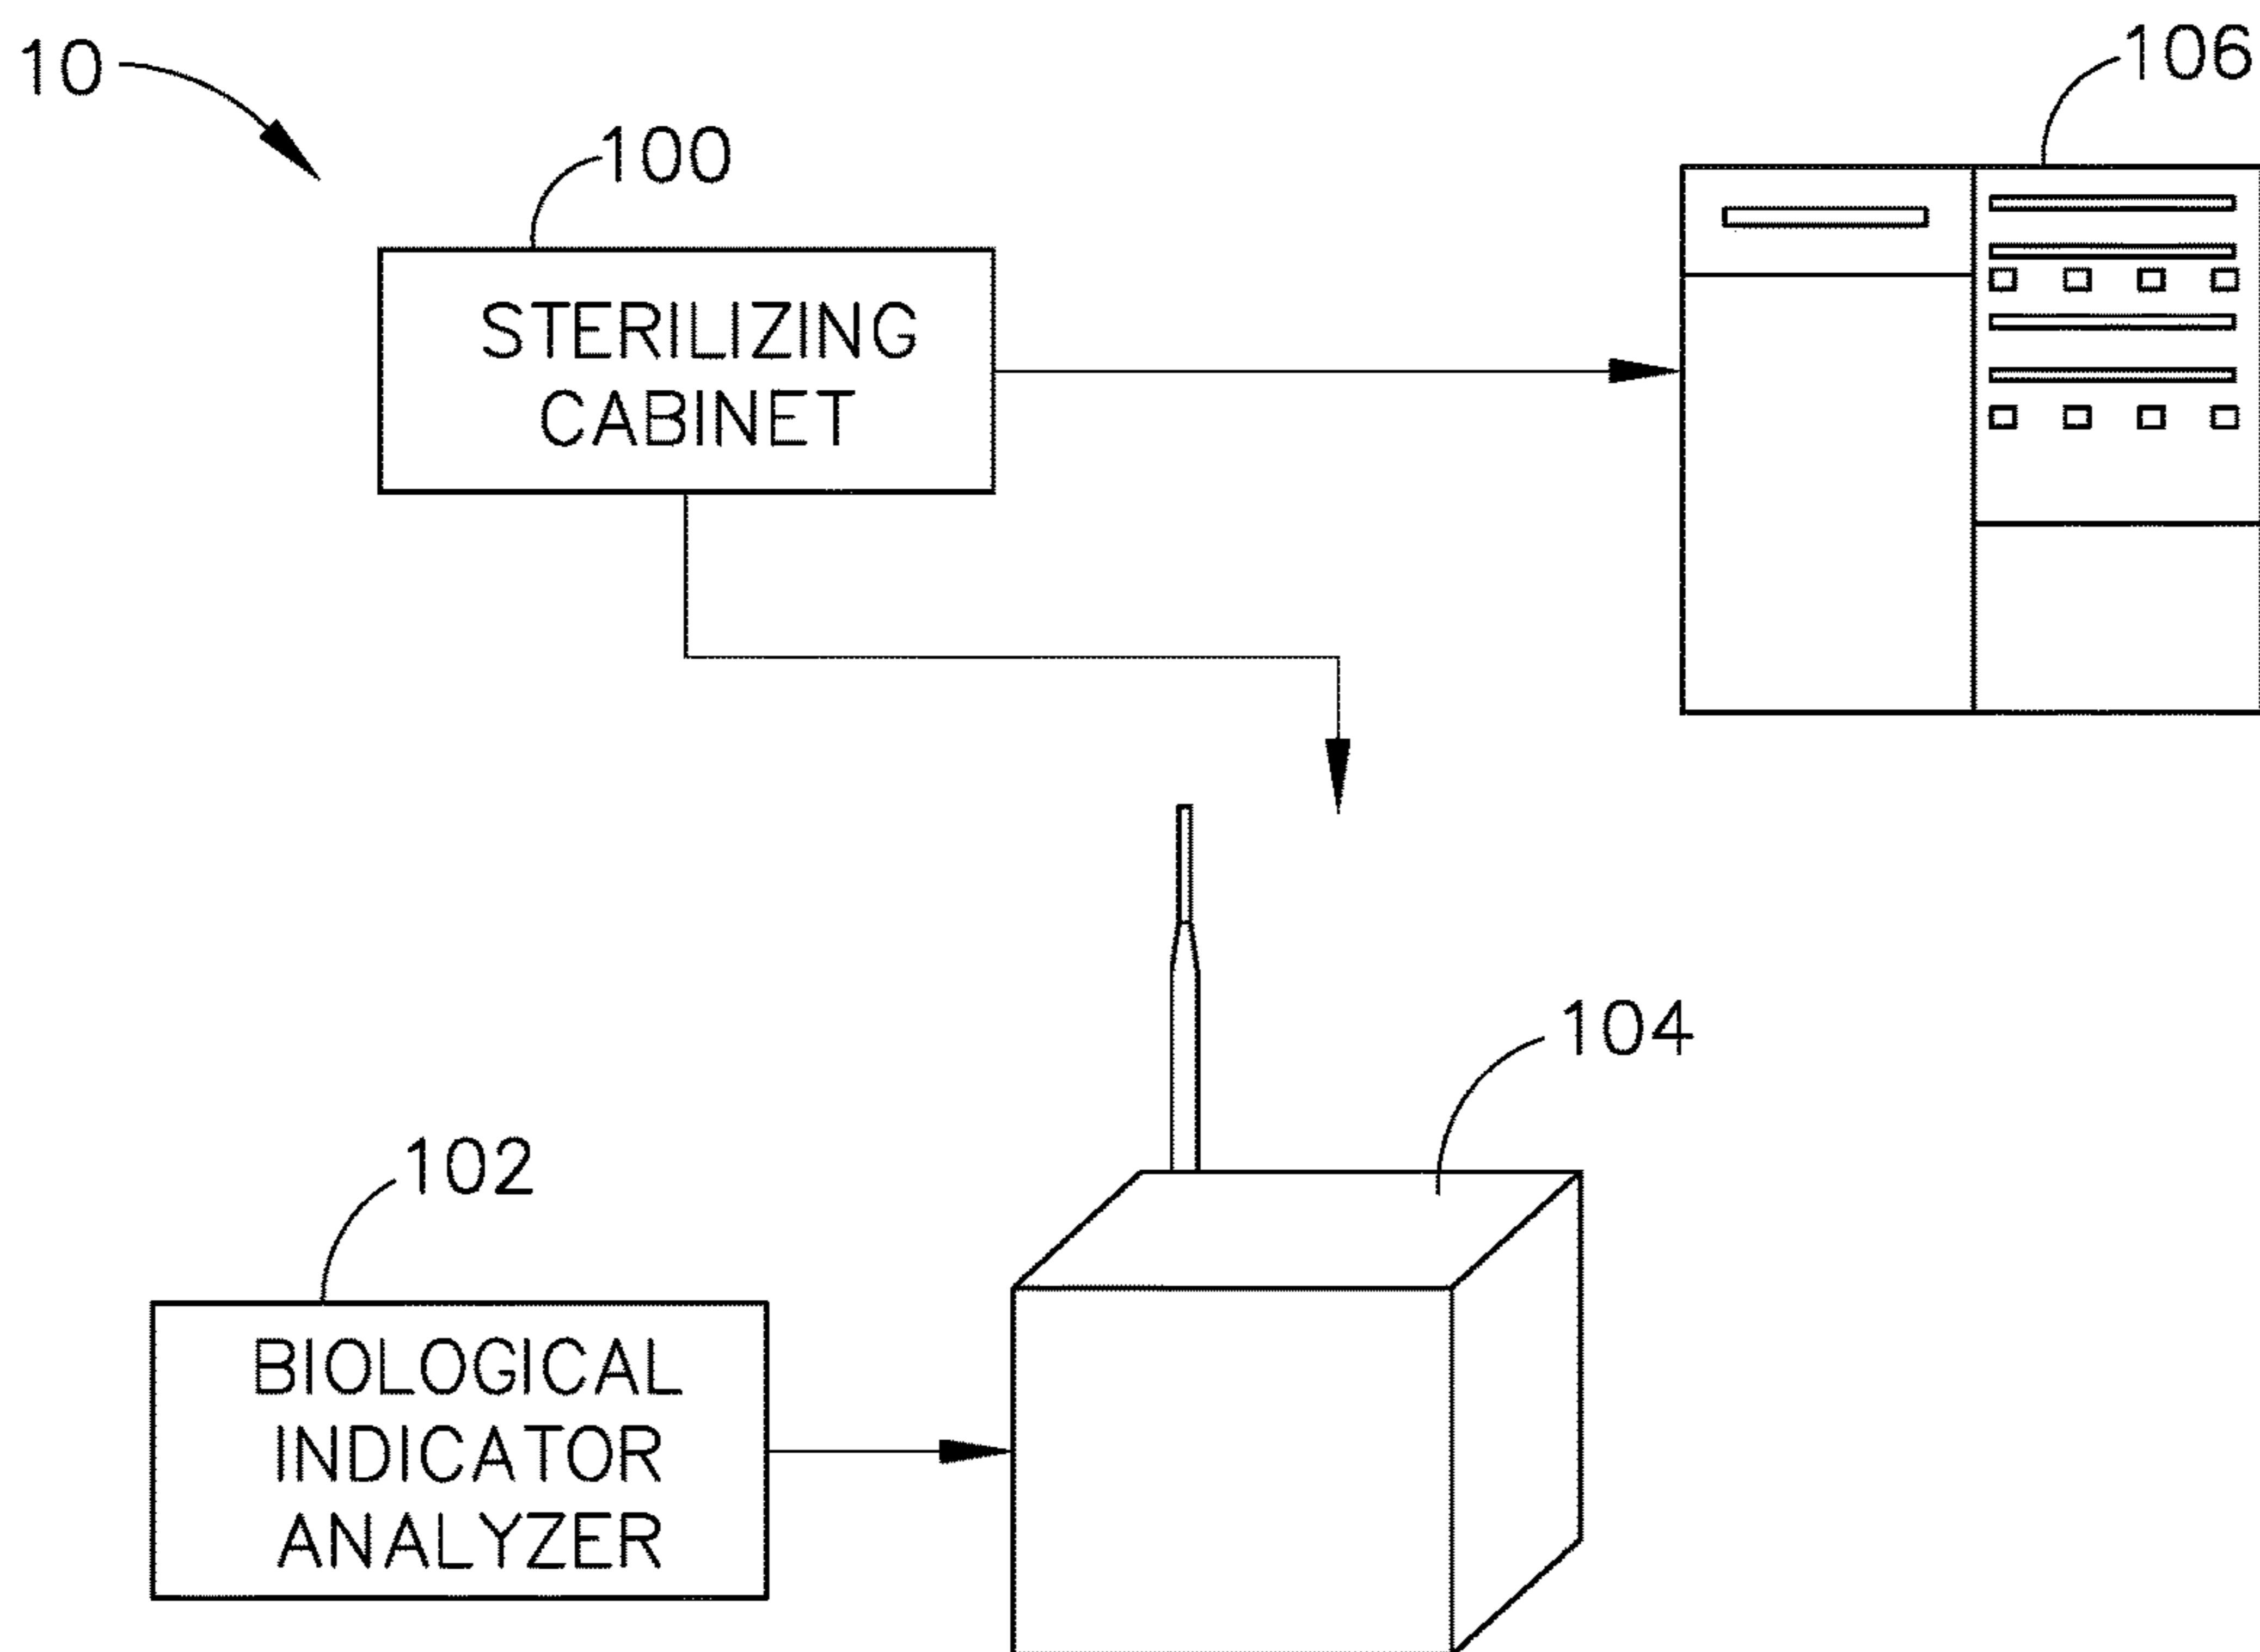 10
106
100
STERILIZING
CABINET
104
102
BIOLOGICAL
INDICATOR
ANALYZER